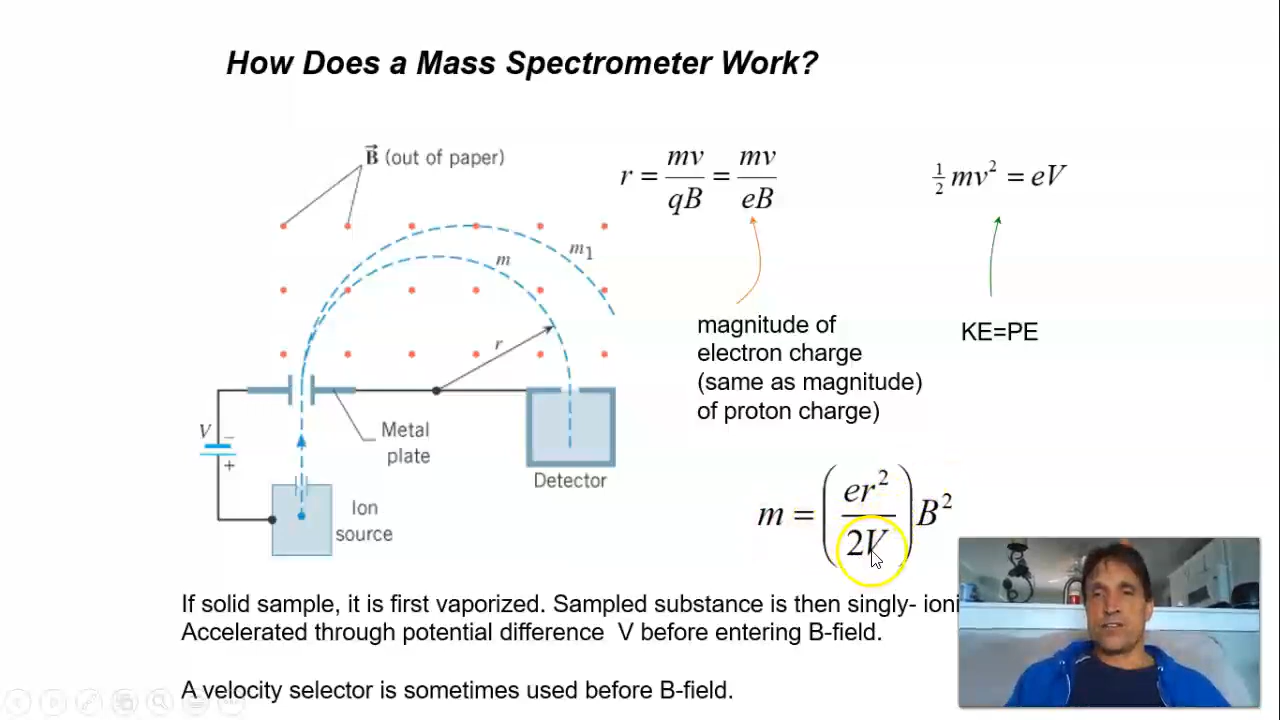 How Does a Mass Spectrometer Work?
B⃗ (out of paper)
r = mv/qB = mv/eB
½ mv² = eV
m₁
m
r
magnitude of
electron charge
(same as magnitude)
of proton charge)
KE=PE
V
−
+
Metal
plate
Detector
Ion
source
m = (er²/2V) B²
If solid sample, it is first vaporized. Sampled substance is then singly- ioni
Accelerated through potential difference V before entering B-field.
A velocity selector is sometimes used before B-field.